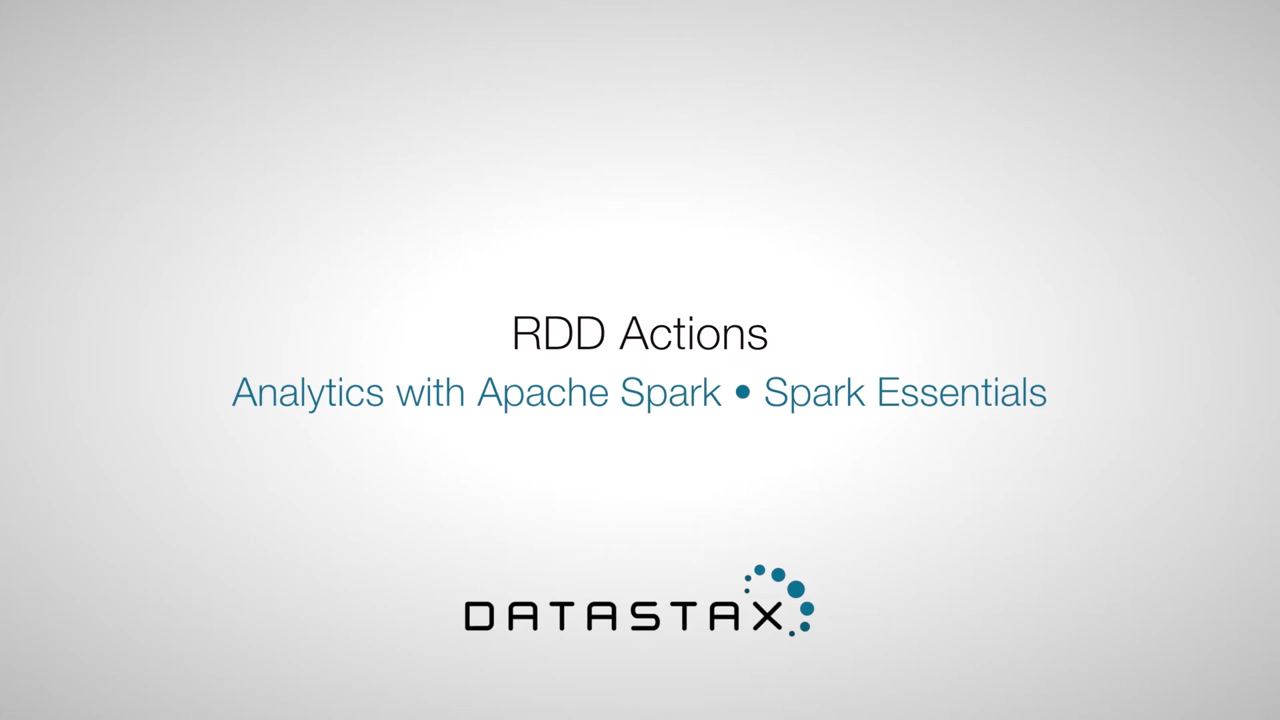 RDD Actions
Analytics with Apache Spark • Spark Essentials
DATASTAX